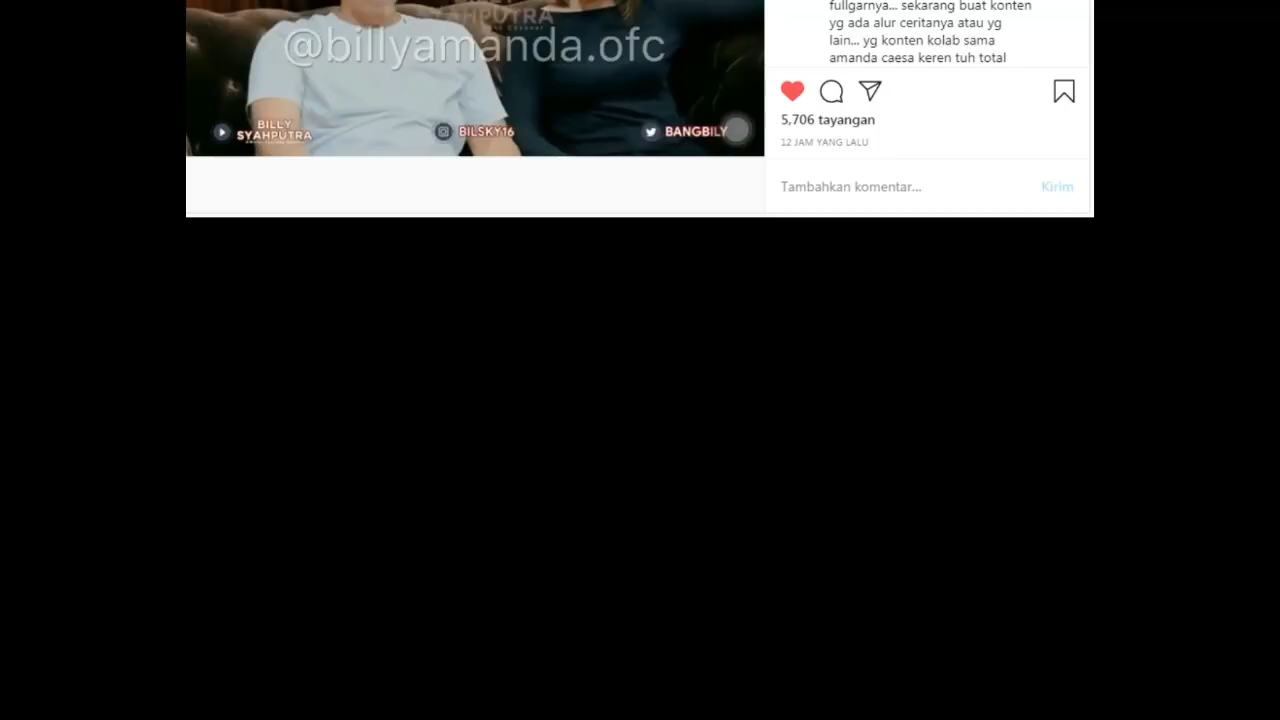 fullgarnya... sekarang buat konten
yg ada alur ceritanya atau yg
lain... yg konten kolab sama
amanda caesa keren tuh total
@billyamanda.ofc
BILLY
SYAHPUTRA
BILSKY16
BANGBILY
5,706 tayangan
12 JAM YANG LALU
Tambahkan komentar...
Kirim